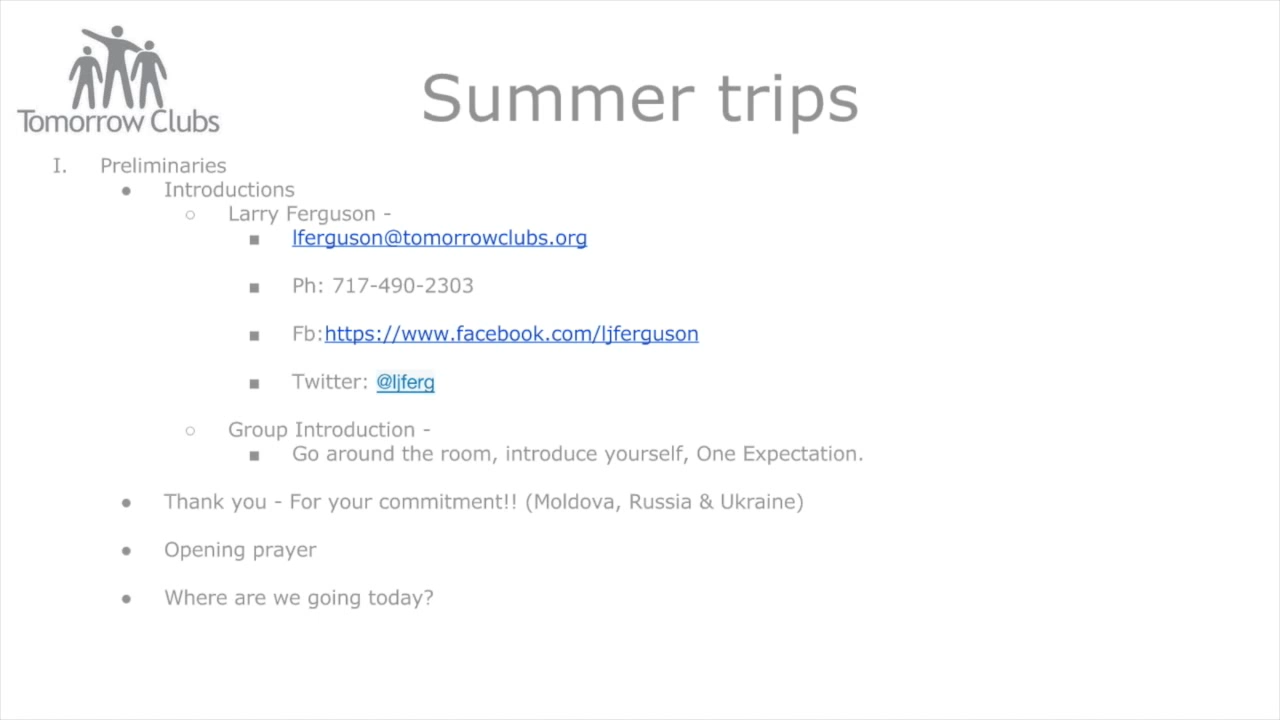 Tomorrow Clubs
Summer trips
I. Preliminaries
● Introductions
○ Larry Ferguson -
■ lferguson@tomorrowclubs.org
■ Ph: 717-490-2303
■ Fb:https://www.facebook.com/ljferguson
■ Twitter: @ljferg
○ Group Introduction -
■ Go around the room, introduce yourself, One Expectation.
● Thank you - For your commitment!! (Moldova, Russia & Ukraine)
● Opening prayer
● Where are we going today?